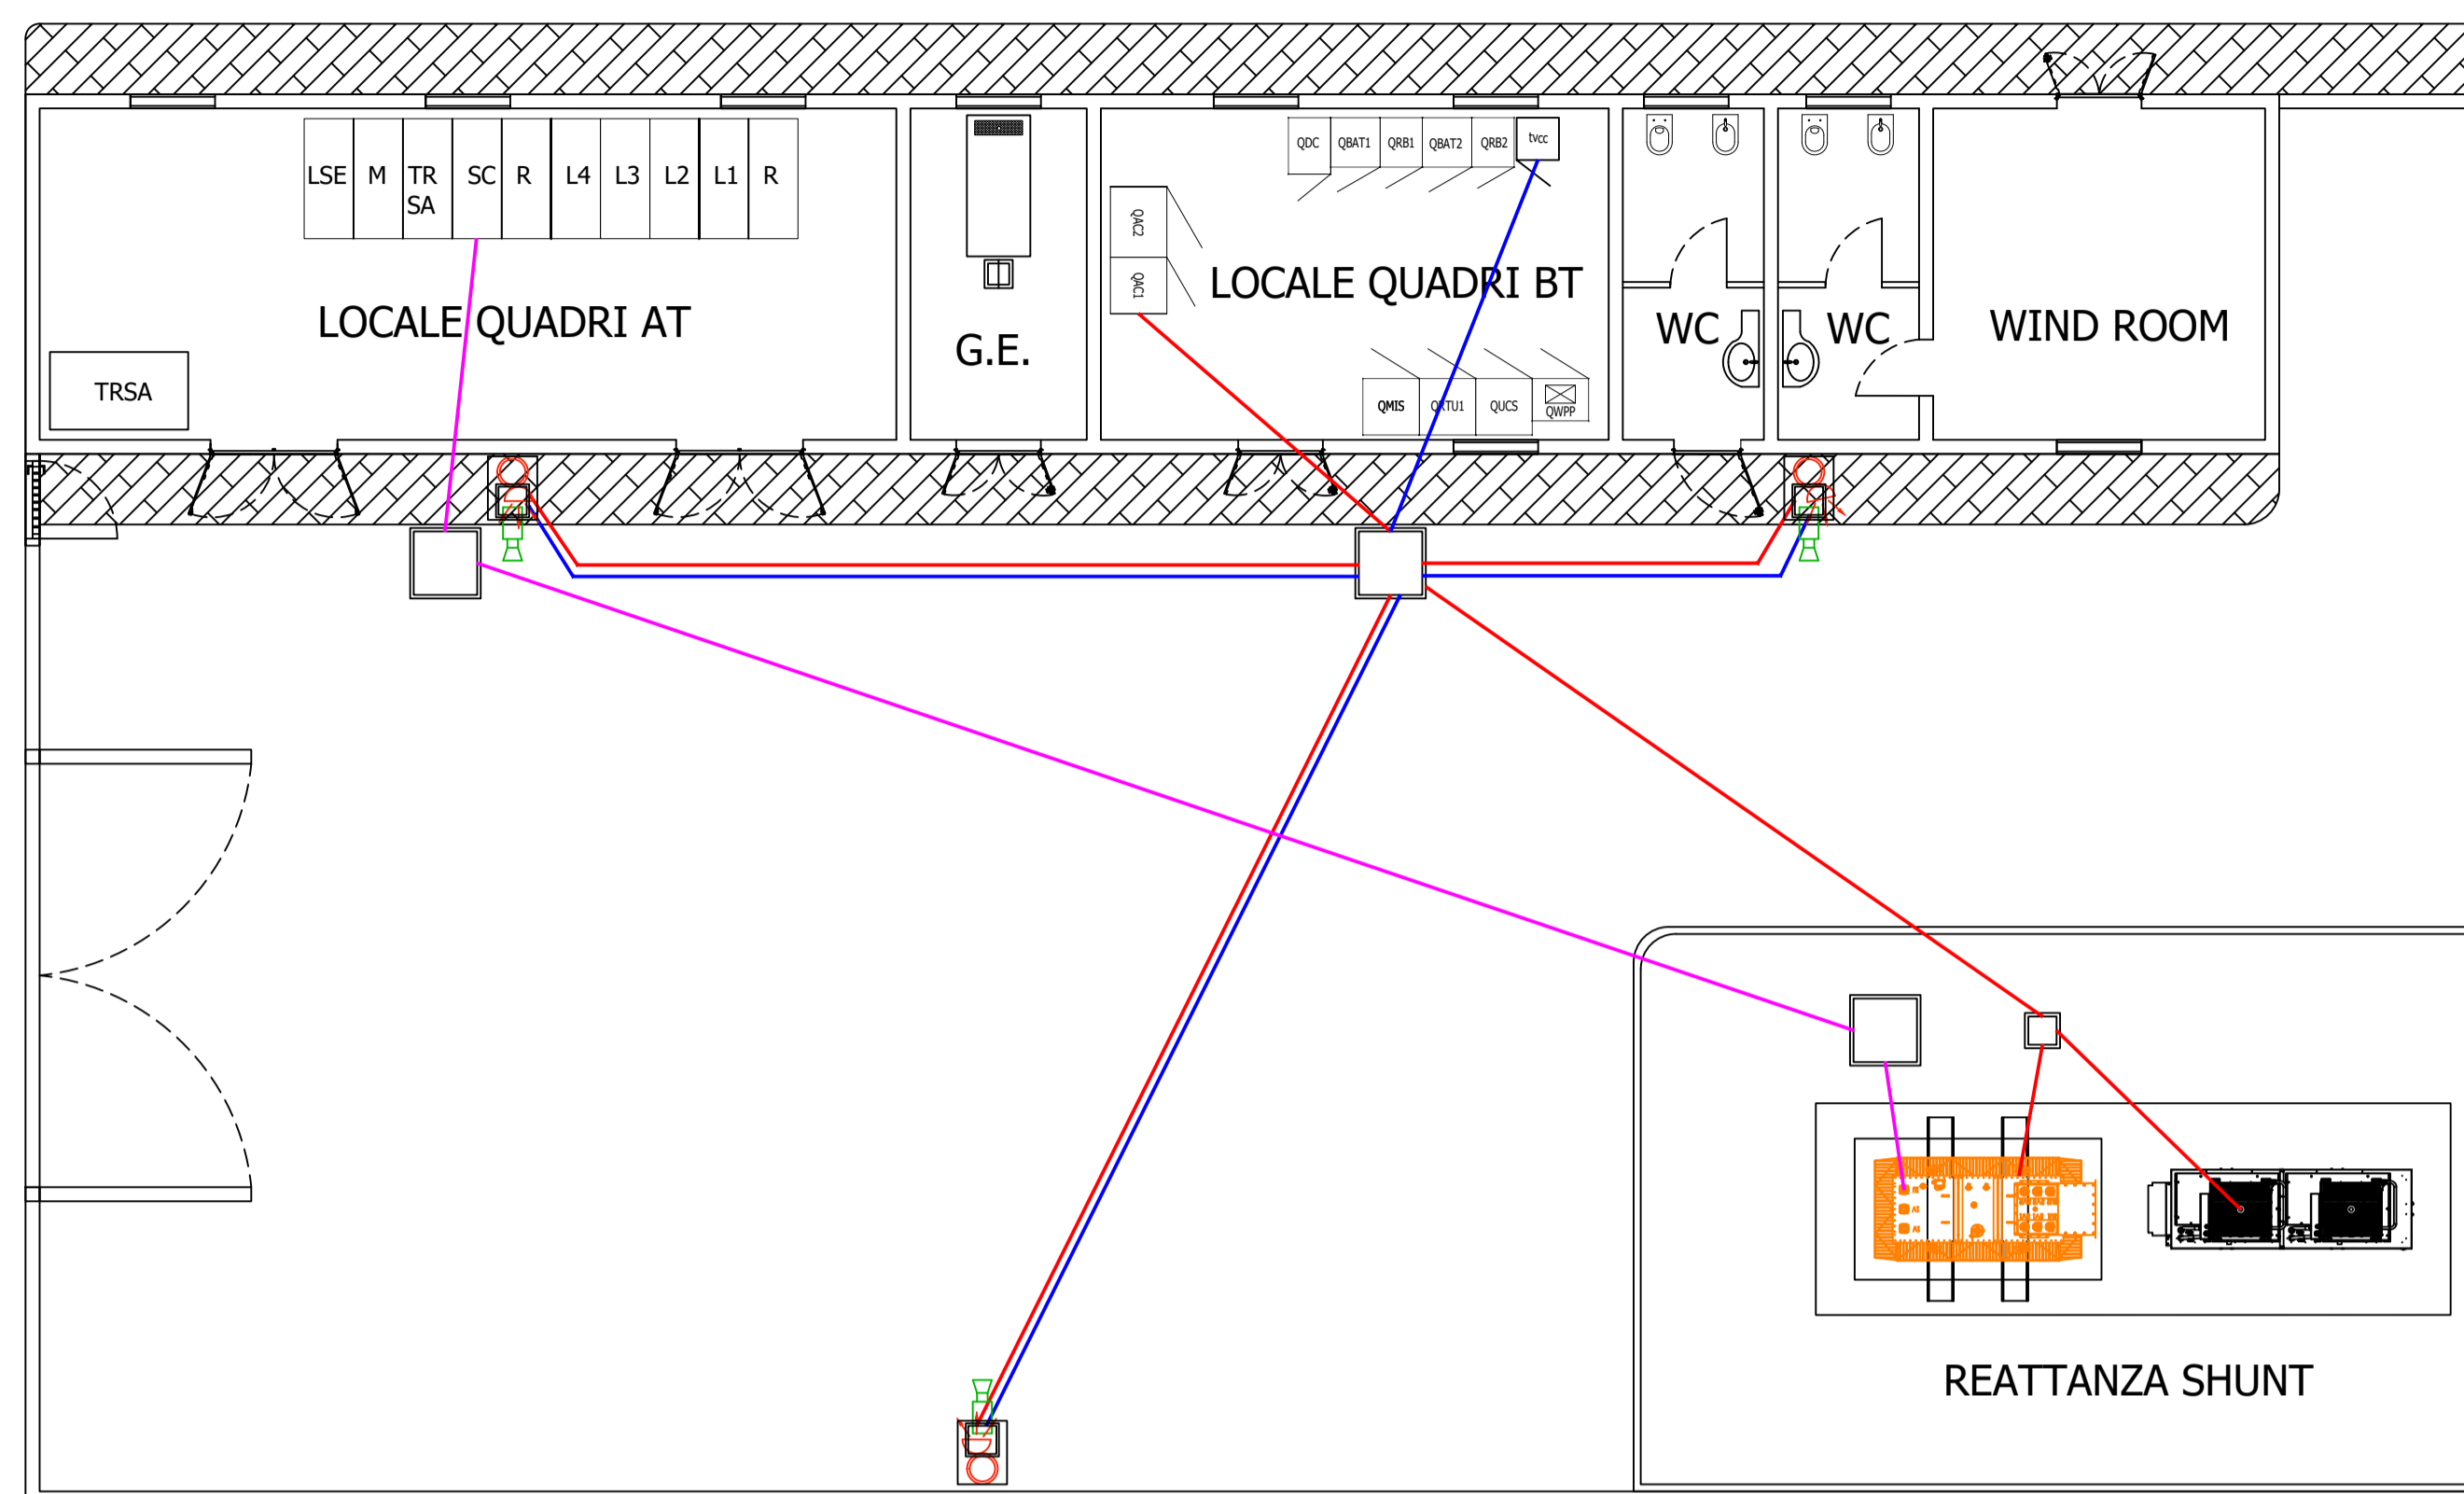 LSE M TR SC R L4 L3 L2 L1 R
SA
QDC QBAT1 QRB1 QBAT2 QRB2 tvcc
QAC2
QAC1
LOCALE QUADRI AT
G.E.
LOCALE QUADRI BT
WC
WC
WIND ROOM
TRSA
QMIS QRTU1 QUCS QWPP
REATTANZA SHUNT